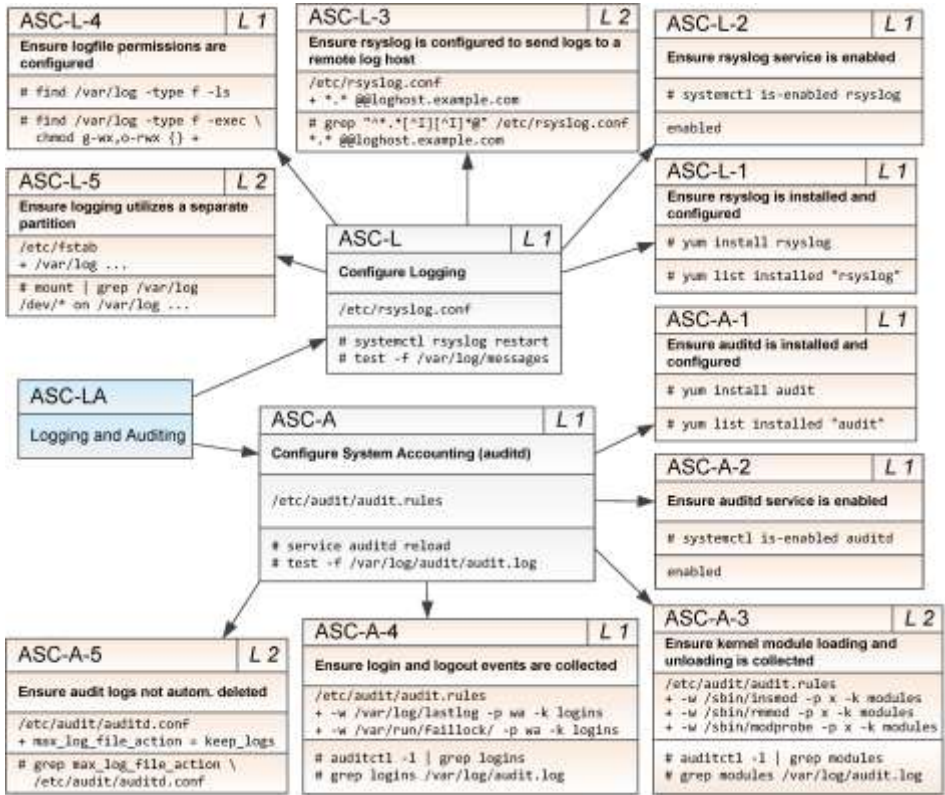 ASC-L-4 L 1
Ensure logfile permissions are
configured
# find /var/log -type f -ls
# find /var/log -type f -exec \
chmod g-wx,o-rwx {} +
ASC-L-3 L 2
Ensure rsyslog is configured to send logs to a
remote log host
/etc/rsyslog.conf
+ *.* @@loghost.example.com
# grep "^*.*[^I][^I]*@" /etc/rsyslog.conf
*.* @@loghost.example.com
ASC-L-2 L 1
Ensure rsyslog service is enabled
# systemctl is-enabled rsyslog
enabled
ASC-L-5 L 2
Ensure logging utilizes a separate
partition
/etc/fstab
+ /var/log ...
# mount | grep /var/log
/dev/* on /var/log ...
ASC-L L 1
Configure Logging
/etc/rsyslog.conf
# systemctl rsyslog restart
# test -f /var/log/messages
ASC-L-1 L 1
Ensure rsyslog is installed and
configured
# yum install rsyslog
# yum list installed "rsyslog"
ASC-LA
Logging and Auditing
ASC-A L 1
Configure System Accounting (auditd)
/etc/audit/audit.rules
# service auditd reload
# test -f /var/log/audit/audit.log
ASC-A-1 L 1
Ensure auditd is installed and
configured
# yum install audit
# yum list installed "audit"
ASC-A-2 L 1
Ensure auditd service is enabled
# systemctl is-enabled auditd
enabled
ASC-A-5 L 2
Ensure audit logs not autom. deleted
/etc/audit/auditd.conf
+ max_log_file_action = keep_logs
# grep max_log_file_action \
/etc/audit/auditd.conf
ASC-A-4 L 1
Ensure login and logout events are collected
/etc/audit/audit.rules
+ -w /var/log/lastlog -p wa -k logins
+ -w /var/run/faillock/ -p wa -k logins
# auditctl -l | grep logins
# grep logins /var/log/audit.log
ASC-A-3 L 2
Ensure kernel module loading and
unloading is collected
/etc/audit/audit.rules
+ -w /sbin/insmod -p x -k modules
+ -w /sbin/rmmod -p x -k modules
+ -w /sbin/modprobe -p x -k modules
# auditctl -l | grep modules
# grep modules /var/log/audit.log